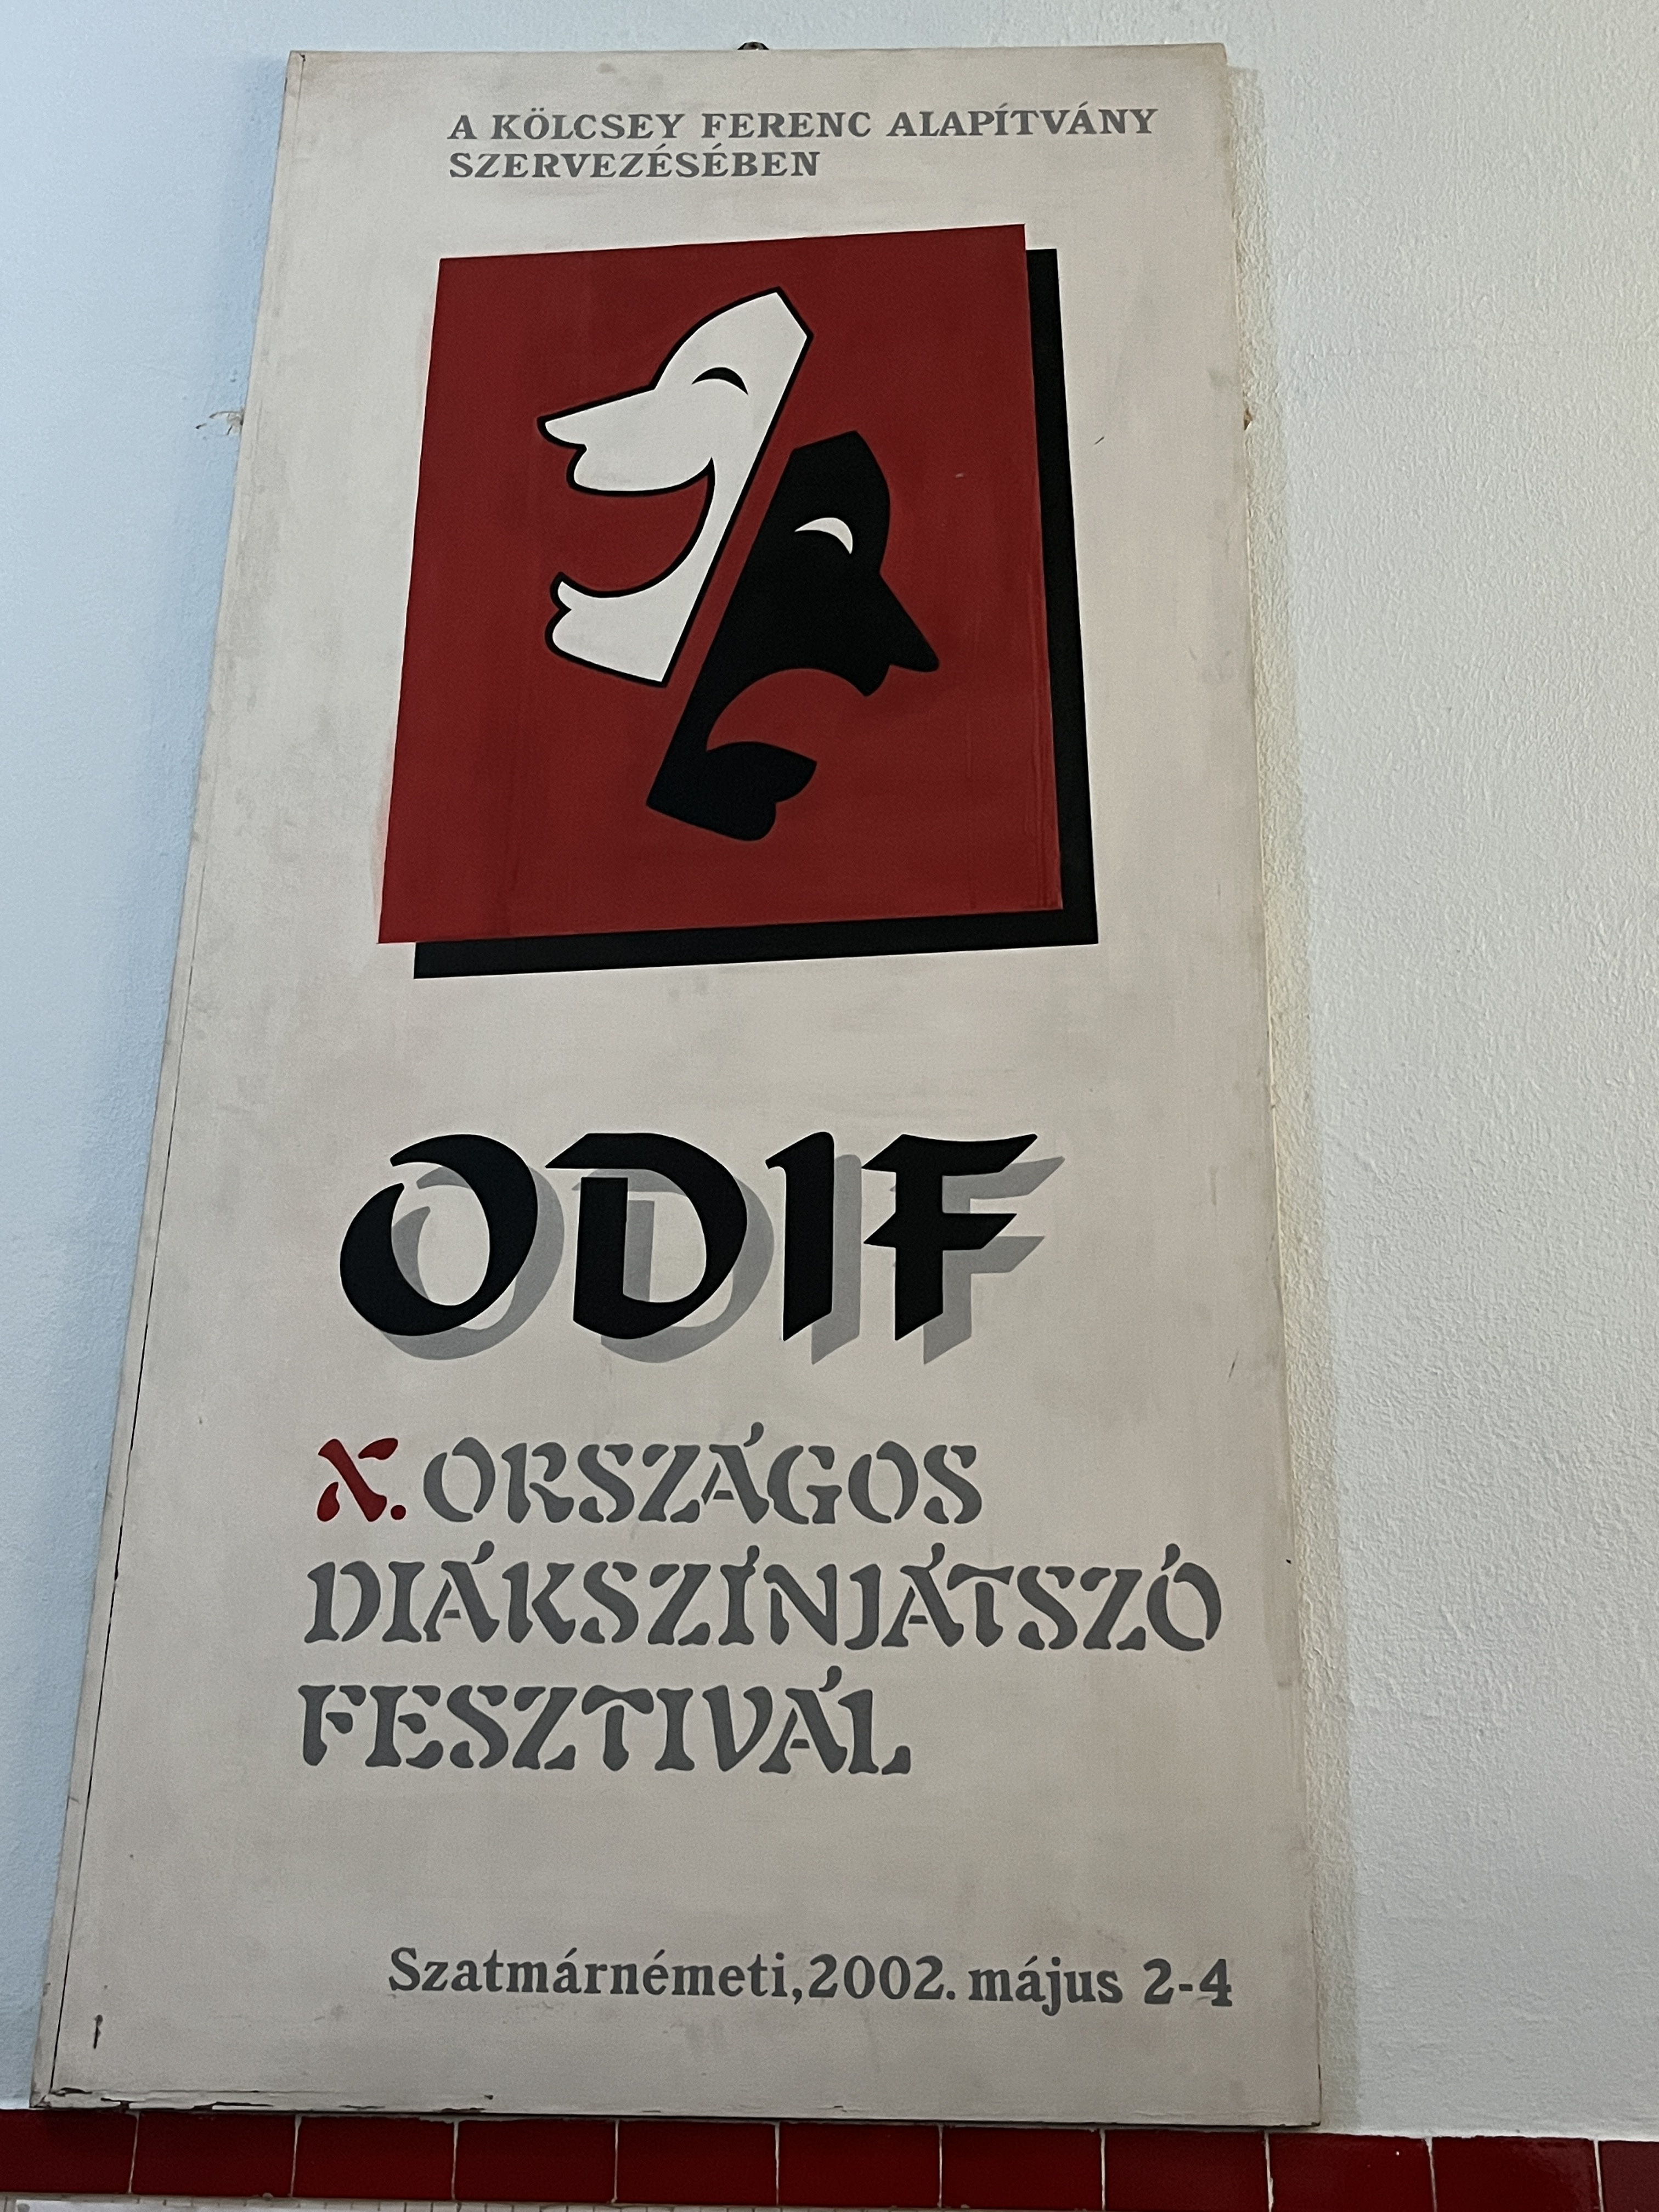 A KÖLCSEY FERENC ALAPÍTVÁNY
SZERVEZÉSÉBEN
ODIF
X. ORSZÁGOS
DIÁKSZÍNJÁTSZÓ
FESZTIVÁL
Szatmárnémeti, 2002. május 2-4